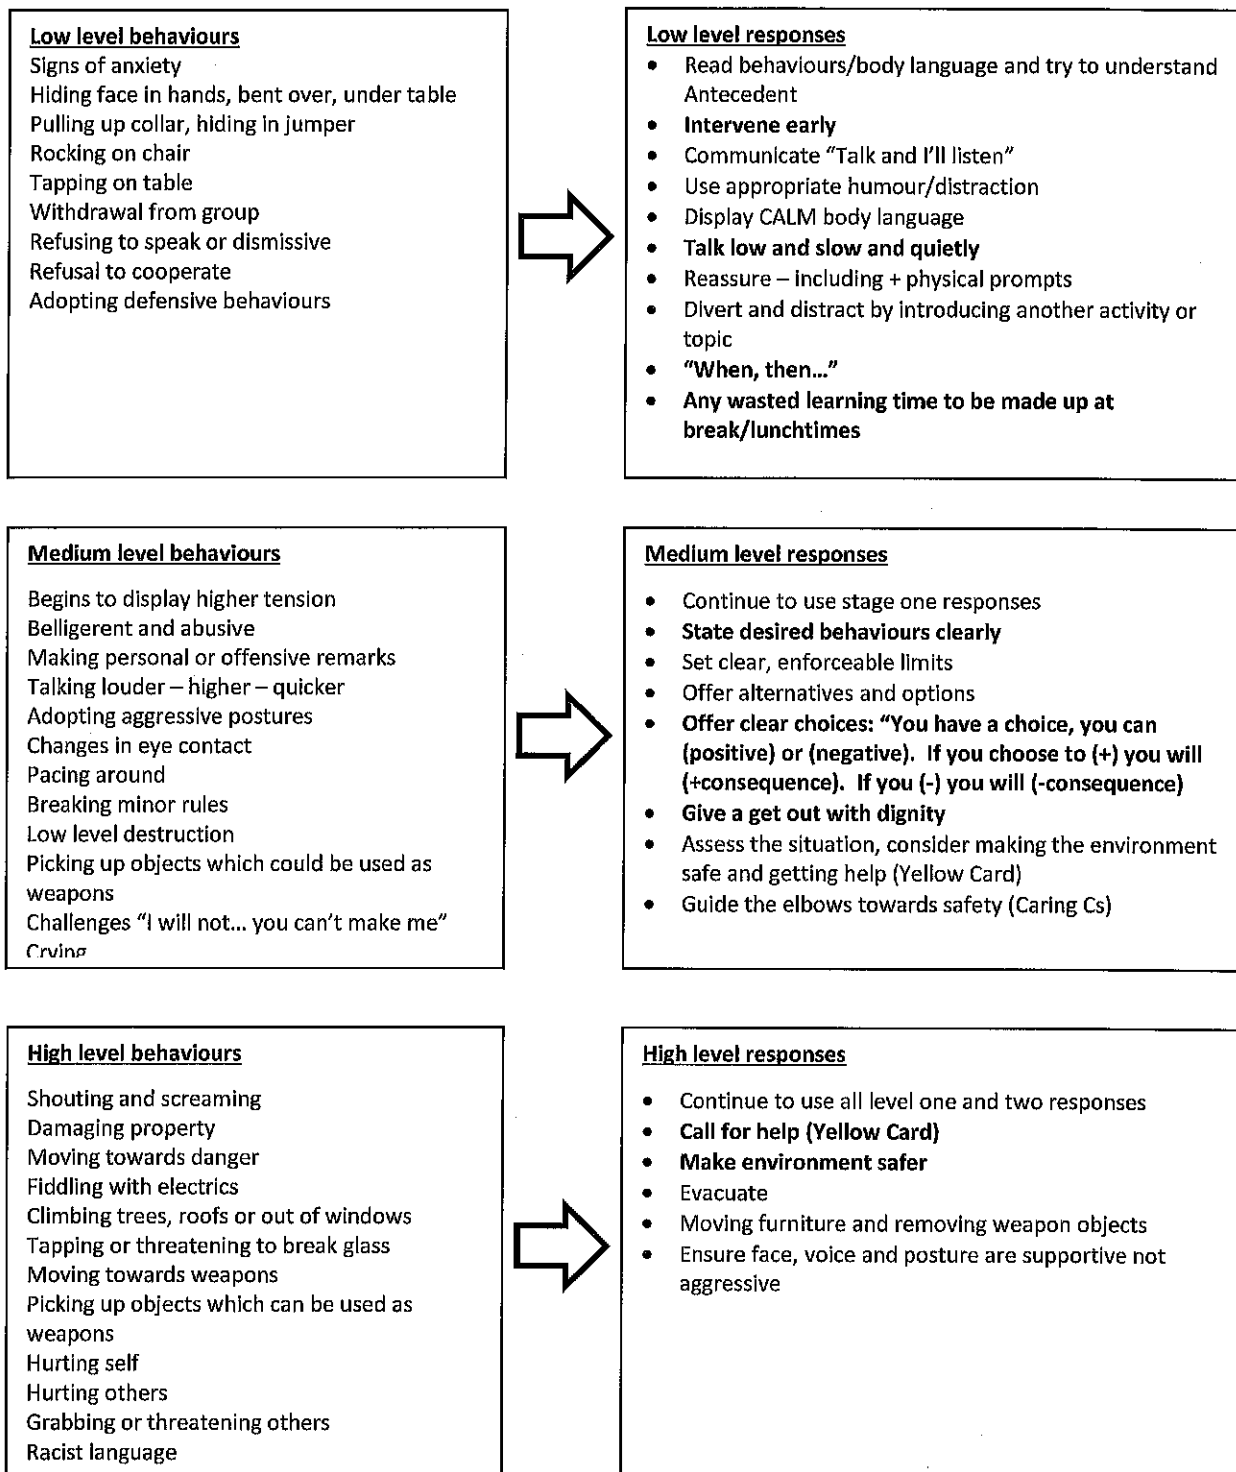 Low level behaviours
Signs of anxiety
Hiding face in hands, bent over, under table
Pulling up collar, hiding in jumper
Rocking on chair
Tapping on table
Withdrawal from group
Refusing to speak or dismissive
Refusal to cooperate
Adopting defensive behaviours
Low level responses
• Read behaviours/body language and try to understand
Antecedent
• Intervene early
• Communicate “Talk and I’ll listen”
• Use appropriate humour/distraction
• Display CALM body language
• Talk low and slow and quietly
• Reassure – including + physical prompts
• Divert and distract by introducing another activity or
topic
• “When, then...”
• Any wasted learning time to be made up at
break/lunchtimes
Medium level behaviours
Begins to display higher tension
Belligerent and abusive
Making personal or offensive remarks
Talking louder – higher – quicker
Adopting aggressive postures
Changes in eye contact
Pacing around
Breaking minor rules
Low level destruction
Picking up objects which could be used as
weapons
Challenges “I will not... you can’t make me”
Crying
Medium level responses
• Continue to use stage one responses
• State desired behaviours clearly
• Set clear, enforceable limits
• Offer alternatives and options
• Offer clear choices: “You have a choice, you can
(positive) or (negative).  If you choose to (+) you will
(+consequence).  If you (-) you will (-consequence)
• Give a get out with dignity
• Assess the situation, consider making the environment
safe and getting help (Yellow Card)
• Guide the elbows towards safety (Caring Cs)
High level behaviours
Shouting and screaming
Damaging property
Moving towards danger
Fiddling with electrics
Climbing trees, roofs or out of windows
Tapping or threatening to break glass
Moving towards weapons
Picking up objects which can be used as
weapons
Hurting self
Hurting others
Grabbing or threatening others
Racist language
High level responses
• Continue to use all level one and two responses
• Call for help (Yellow Card)
• Make environment safer
• Evacuate
• Moving furniture and removing weapon objects
• Ensure face, voice and posture are supportive not
aggressive